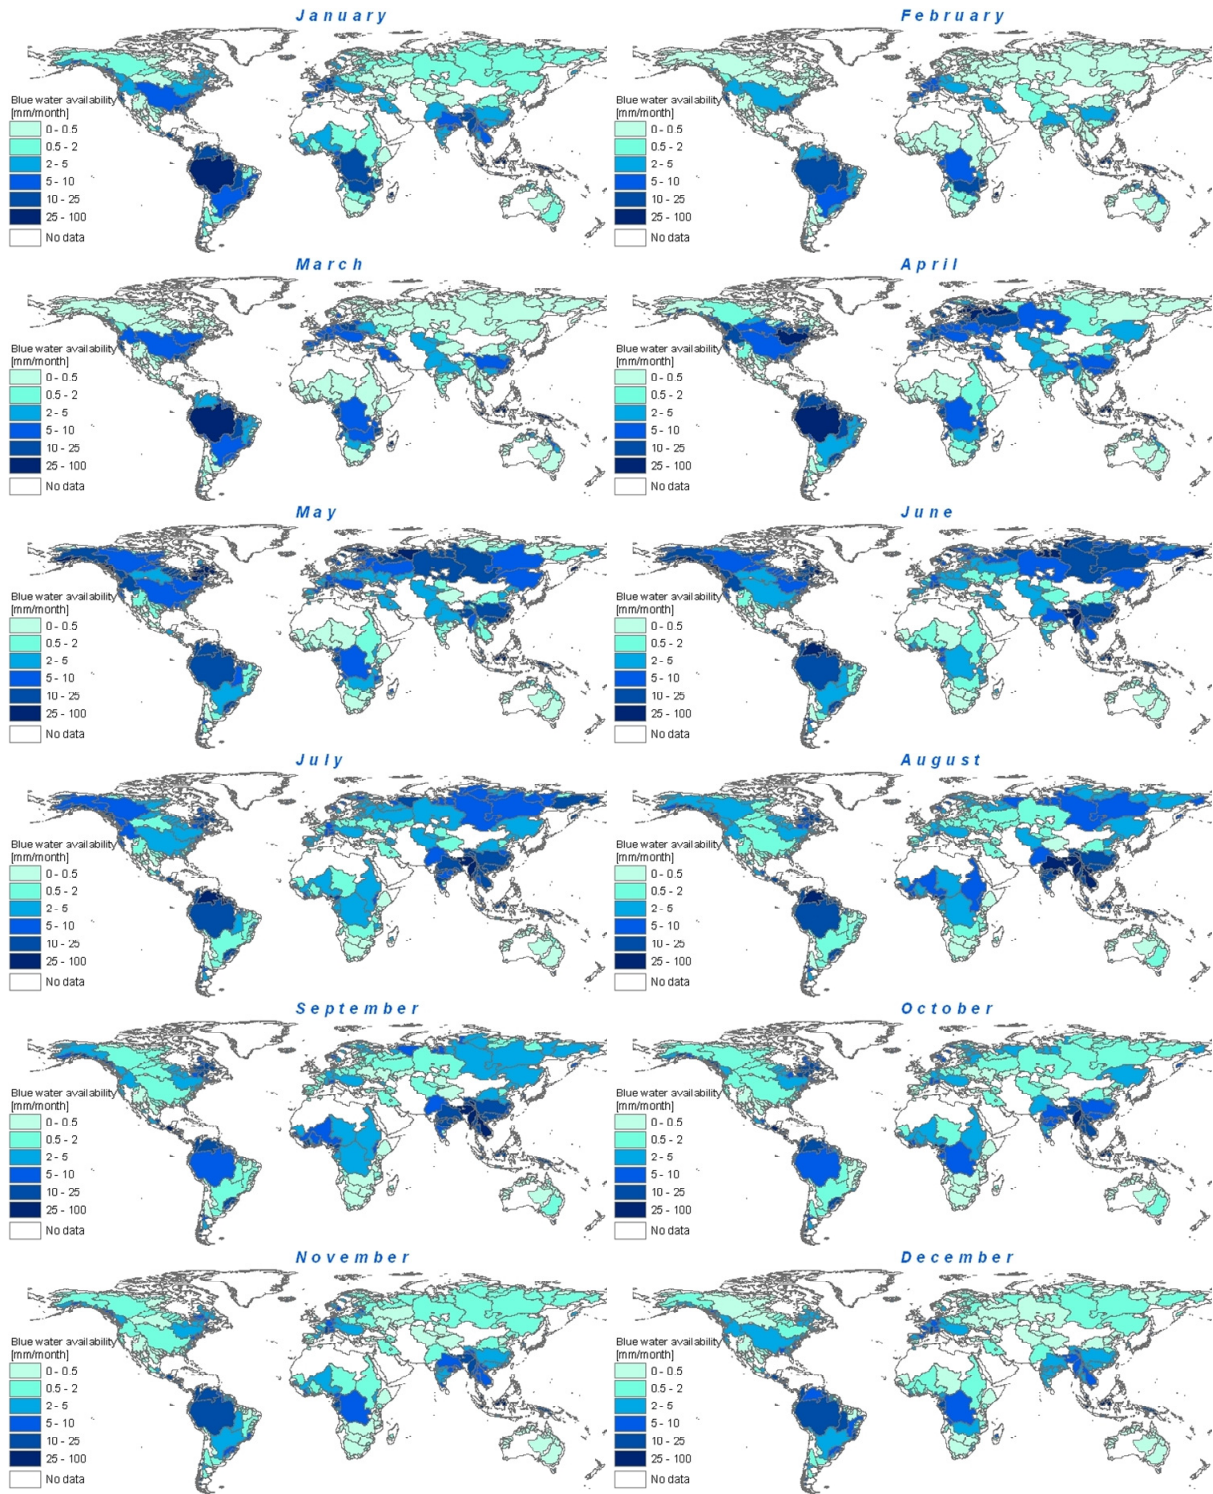 January
Blue water availability
[mm/month]
0 - 0.5
0.5 - 2
2 - 5
5 - 10
10 - 25
25 - 100
No data
February
Blue water availability
[mm/month]
0 - 0.5
0.5 - 2
2 - 5
5 - 10
10 - 25
25 - 100
No data
March
Blue water availability
[mm/month]
0 - 0.5
0.5 - 2
2 - 5
5 - 10
10 - 25
25 - 100
No data
April
Blue water availability
[mm/month]
0 - 0.5
0.5 - 2
2 - 5
5 - 10
10 - 25
25 - 100
No data
May
Blue water availability
[mm/month]
0 - 0.5
0.5 - 2
2 - 5
5 - 10
10 - 25
25 - 100
No data
June
Blue water availability
[mm/month]
0 - 0.5
0.5 - 2
2 - 5
5 - 10
10 - 25
25 - 100
No data
July
Blue water availability
[mm/month]
0 - 0.5
0.5 - 2
2 - 5
5 - 10
10 - 25
25 - 100
No data
August
Blue water availability
[mm/month]
0 - 0.5
0.5 - 2
2 - 5
5 - 10
10 - 25
25 - 100
No data
September
Blue water availability
[mm/month]
0 - 0.5
0.5 - 2
2 - 5
5 - 10
10 - 25
25 - 100
No data
October
Blue water availability
[mm/month]
0 - 0.5
0.5 - 2
2 - 5
5 - 10
10 - 25
25 - 100
No data
November
Blue water availability
[mm/month]
0 - 0.5
0.5 - 2
2 - 5
5 - 10
10 - 25
25 - 100
No data
December
Blue water availability
[mm/month]
0 - 0.5
0.5 - 2
2 - 5
5 - 10
10 - 25
25 - 100
No data